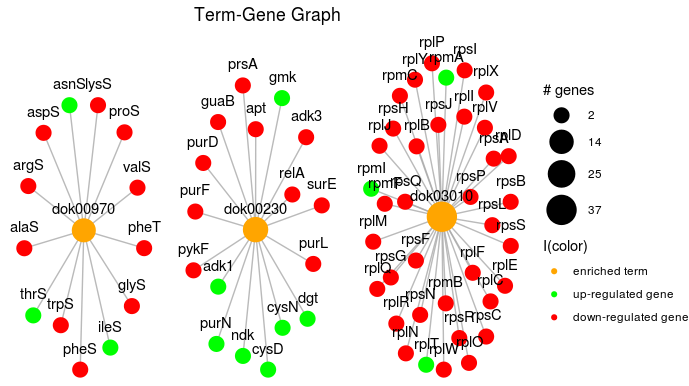 Term-Gene Graph
asnS
lysS
aspS
proS
argS
valS
dok00970
alaS
pheT
thrS
trpS
glyS
ileS
pheS
prsA
gmk
guaB
apt
adk3
purD
relA
purF
surE
dok00230
pykF
adk1
purL
purN
ndk
cysN
dgt
cysD
rplP
rplY
rpmA
rpsI
rpmC
rplX
rpsH
rpsJ
rplI
rplV
rplJ
rplB
rpsA
rplD
rpmI
rpsQ
rpsP
rpsB
dok03010
rpsL
rpsS
rplM
rpsF
rpsG
rplQ
rplF
rplE
rplR
rpsN
rpmB
rplC
rpsC
rplN
rpsR
rplT
rplW
rplO
# genes
2
14
25
37
I(color)
enriched term
up-regulated gene
down-regulated gene